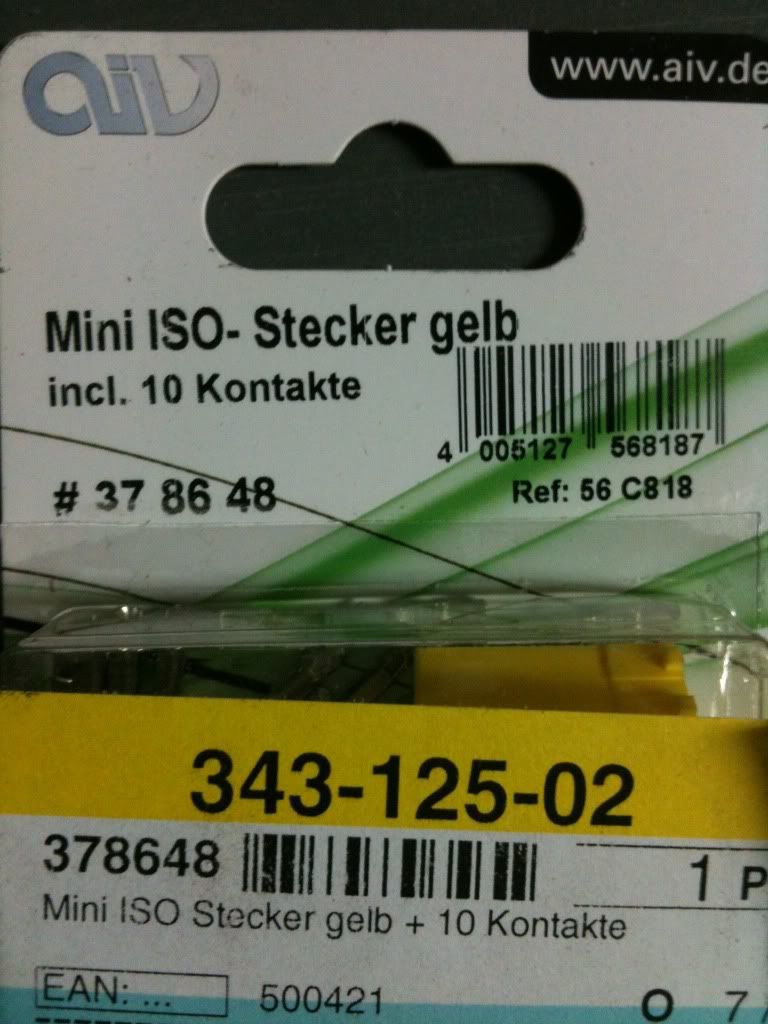 aiv
www.aiv.de
Mini ISO- Stecker gelb
incl. 10 Kontakte
4 005127 568187
# 37 86 48
Ref: 56 C818
343-125-02
378648
1 P
Mini ISO Stecker gelb + 10 Kontakte
EAN: ...
500421
O 7